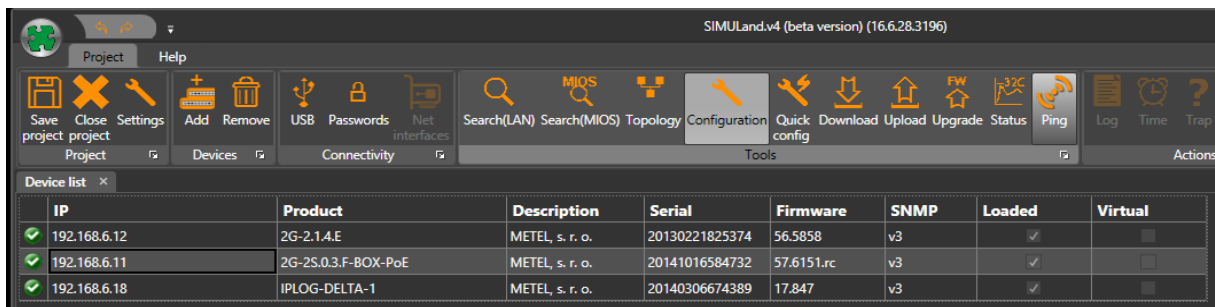 SIMULand.v4 (beta version) (16.6.28.3196)
Project Help
MIOS FW 32C
Save project Close project Settings Add Remove USB Passwords Net interfaces Search(LAN) Search(MIOS) Topology Configuration Quick config Download Upload Upgrade Status Ping Log Time Trap
Project Devices Connectivity Tools Actions
Device list ×
IP Product Description Serial Firmware SNMP Loaded Virtual
192.168.6.12 2G-2.1.4.E METEL, s. r. o. 20130221825374 56.5858 v3
192.168.6.11 2G-2S.0.3.F-BOX-PoE METEL, s. r. o. 20141016584732 57.6151.rc v3
192.168.6.18 IPLOG-DELTA-1 METEL, s. r. o. 20140306674389 17.847 v3